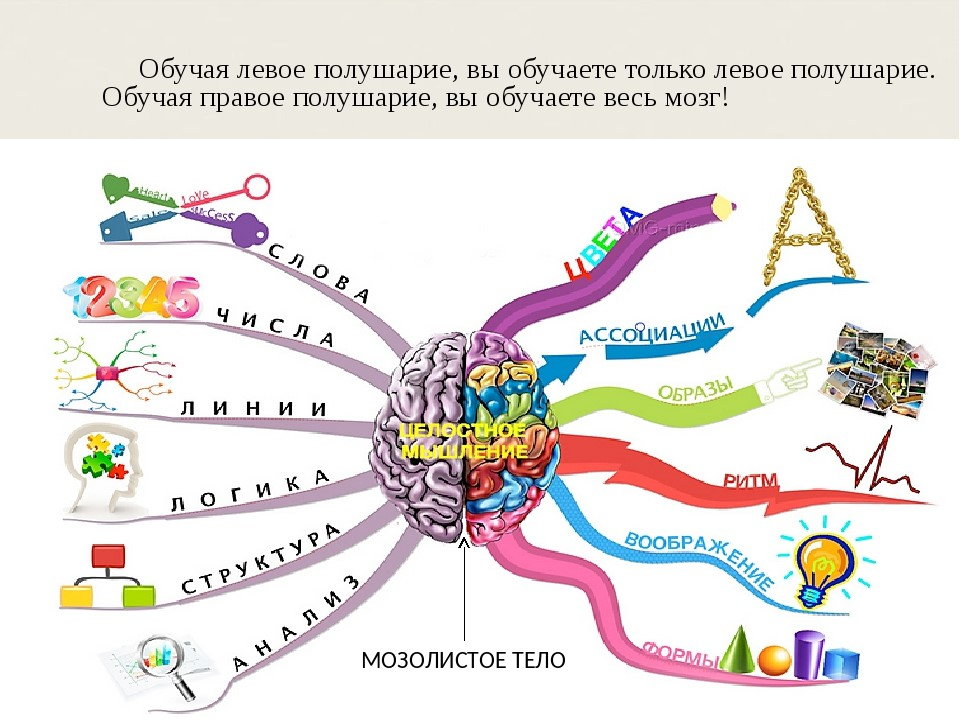 Обучая левое полушарие, вы обучаете только левое полушарие.
Обучая правое полушарие, вы обучаете весь мозг!
Heart
Love
Success
СЛОВА
12345
ЧИСЛА
ЛИНИИ
ЛОГИКА
СТРУКТУРА
АНАЛИЗ
ЦЕЛОСТНОЕ
МЫШЛЕНИЕ
ЦВЕТА
А
АССОЦИАЦИИ
ОБРАЗЫ
РИТМ
ВООБРАЖЕНИЕ
ФОРМЫ
МОЗОЛИСТОЕ ТЕЛО